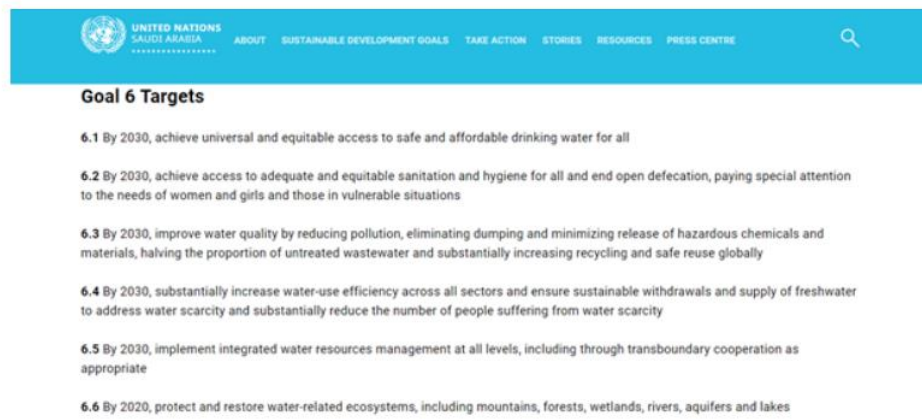 UNITED NATIONS
SAUDI ARABIA
ABOUT SUSTAINABLE DEVELOPMENT GOALS TAKE ACTION STORIES RESOURCES PRESS CENTRE
Goal 6 Targets
6.1 By 2030, achieve universal and equitable access to safe and affordable drinking water for all
6.2 By 2030, achieve access to adequate and equitable sanitation and hygiene for all and end open defecation, paying special attention
to the needs of women and girls and those in vulnerable situations
6.3 By 2030, improve water quality by reducing pollution, eliminating dumping and minimizing release of hazardous chemicals and
materials, halving the proportion of untreated wastewater and substantially increasing recycling and safe reuse globally
6.4 By 2030, substantially increase water-use efficiency across all sectors and ensure sustainable withdrawals and supply of freshwater
to address water scarcity and substantially reduce the number of people suffering from water scarcity
6.5 By 2030, implement integrated water resources management at all levels, including through transboundary cooperation as
appropriate
6.6 By 2020, protect and restore water-related ecosystems, including mountains, forests, wetlands, rivers, aquifers and lakes